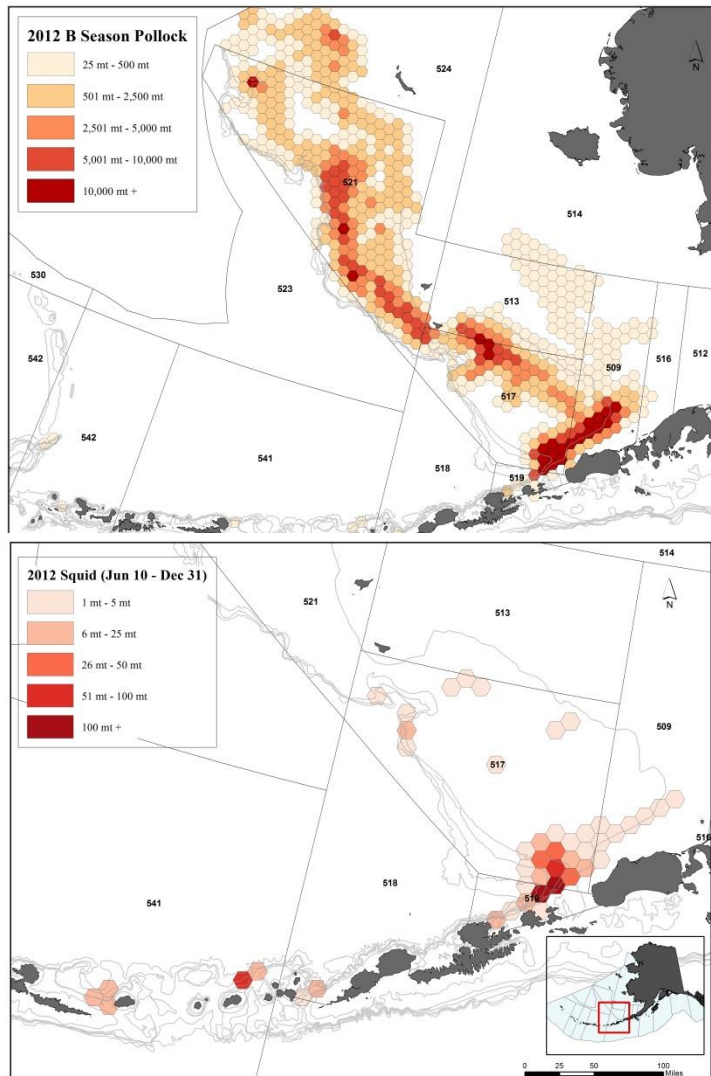 2012 B Season Pollock
25 mt - 500 mt
501 mt - 2,500 mt
2,501 mt - 5,000 mt
5,001 mt - 10,000 mt
10,000 mt +
N
524
521
514
530
523
513
542
516
512
509
517
542
541
518
519
2012 Squid (Jun 10 - Dec 31)
1 mt - 5 mt
6 mt - 25 mt
26 mt - 50 mt
51 mt - 100 mt
100 mt +
514
N
521
513
509
517
516
518
519
541
0 25 50 100
Miles